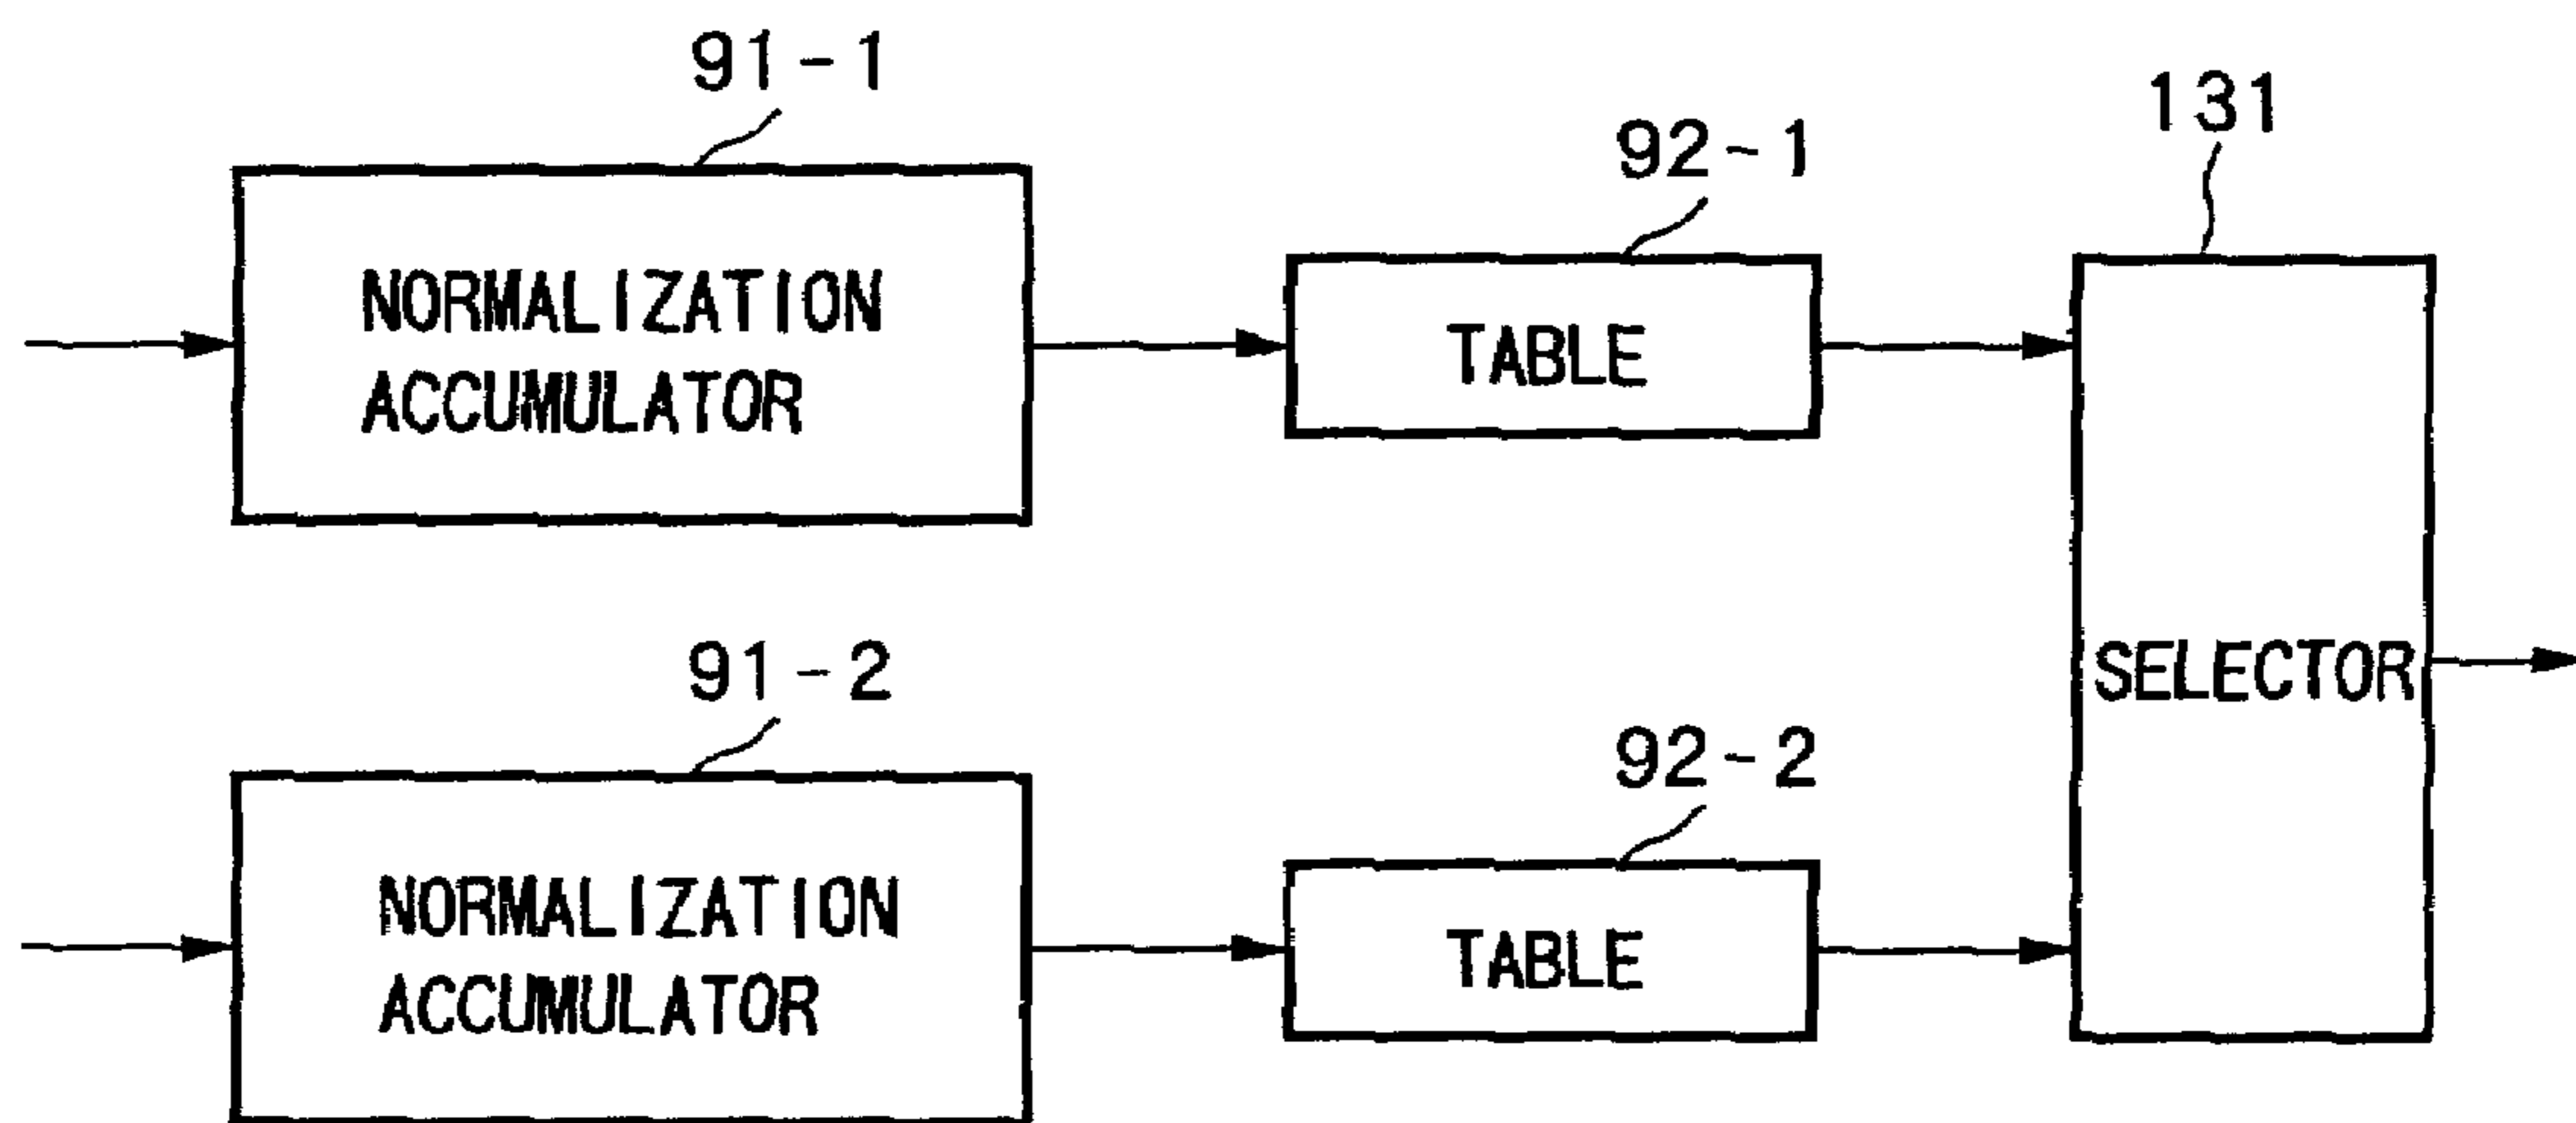 91-1
NORMALIZATION
ACCUMULATOR
92-1
TABLE
131
SELECTOR
91-2
NORMALIZATION
ACCUMULATOR
92-2
TABLE